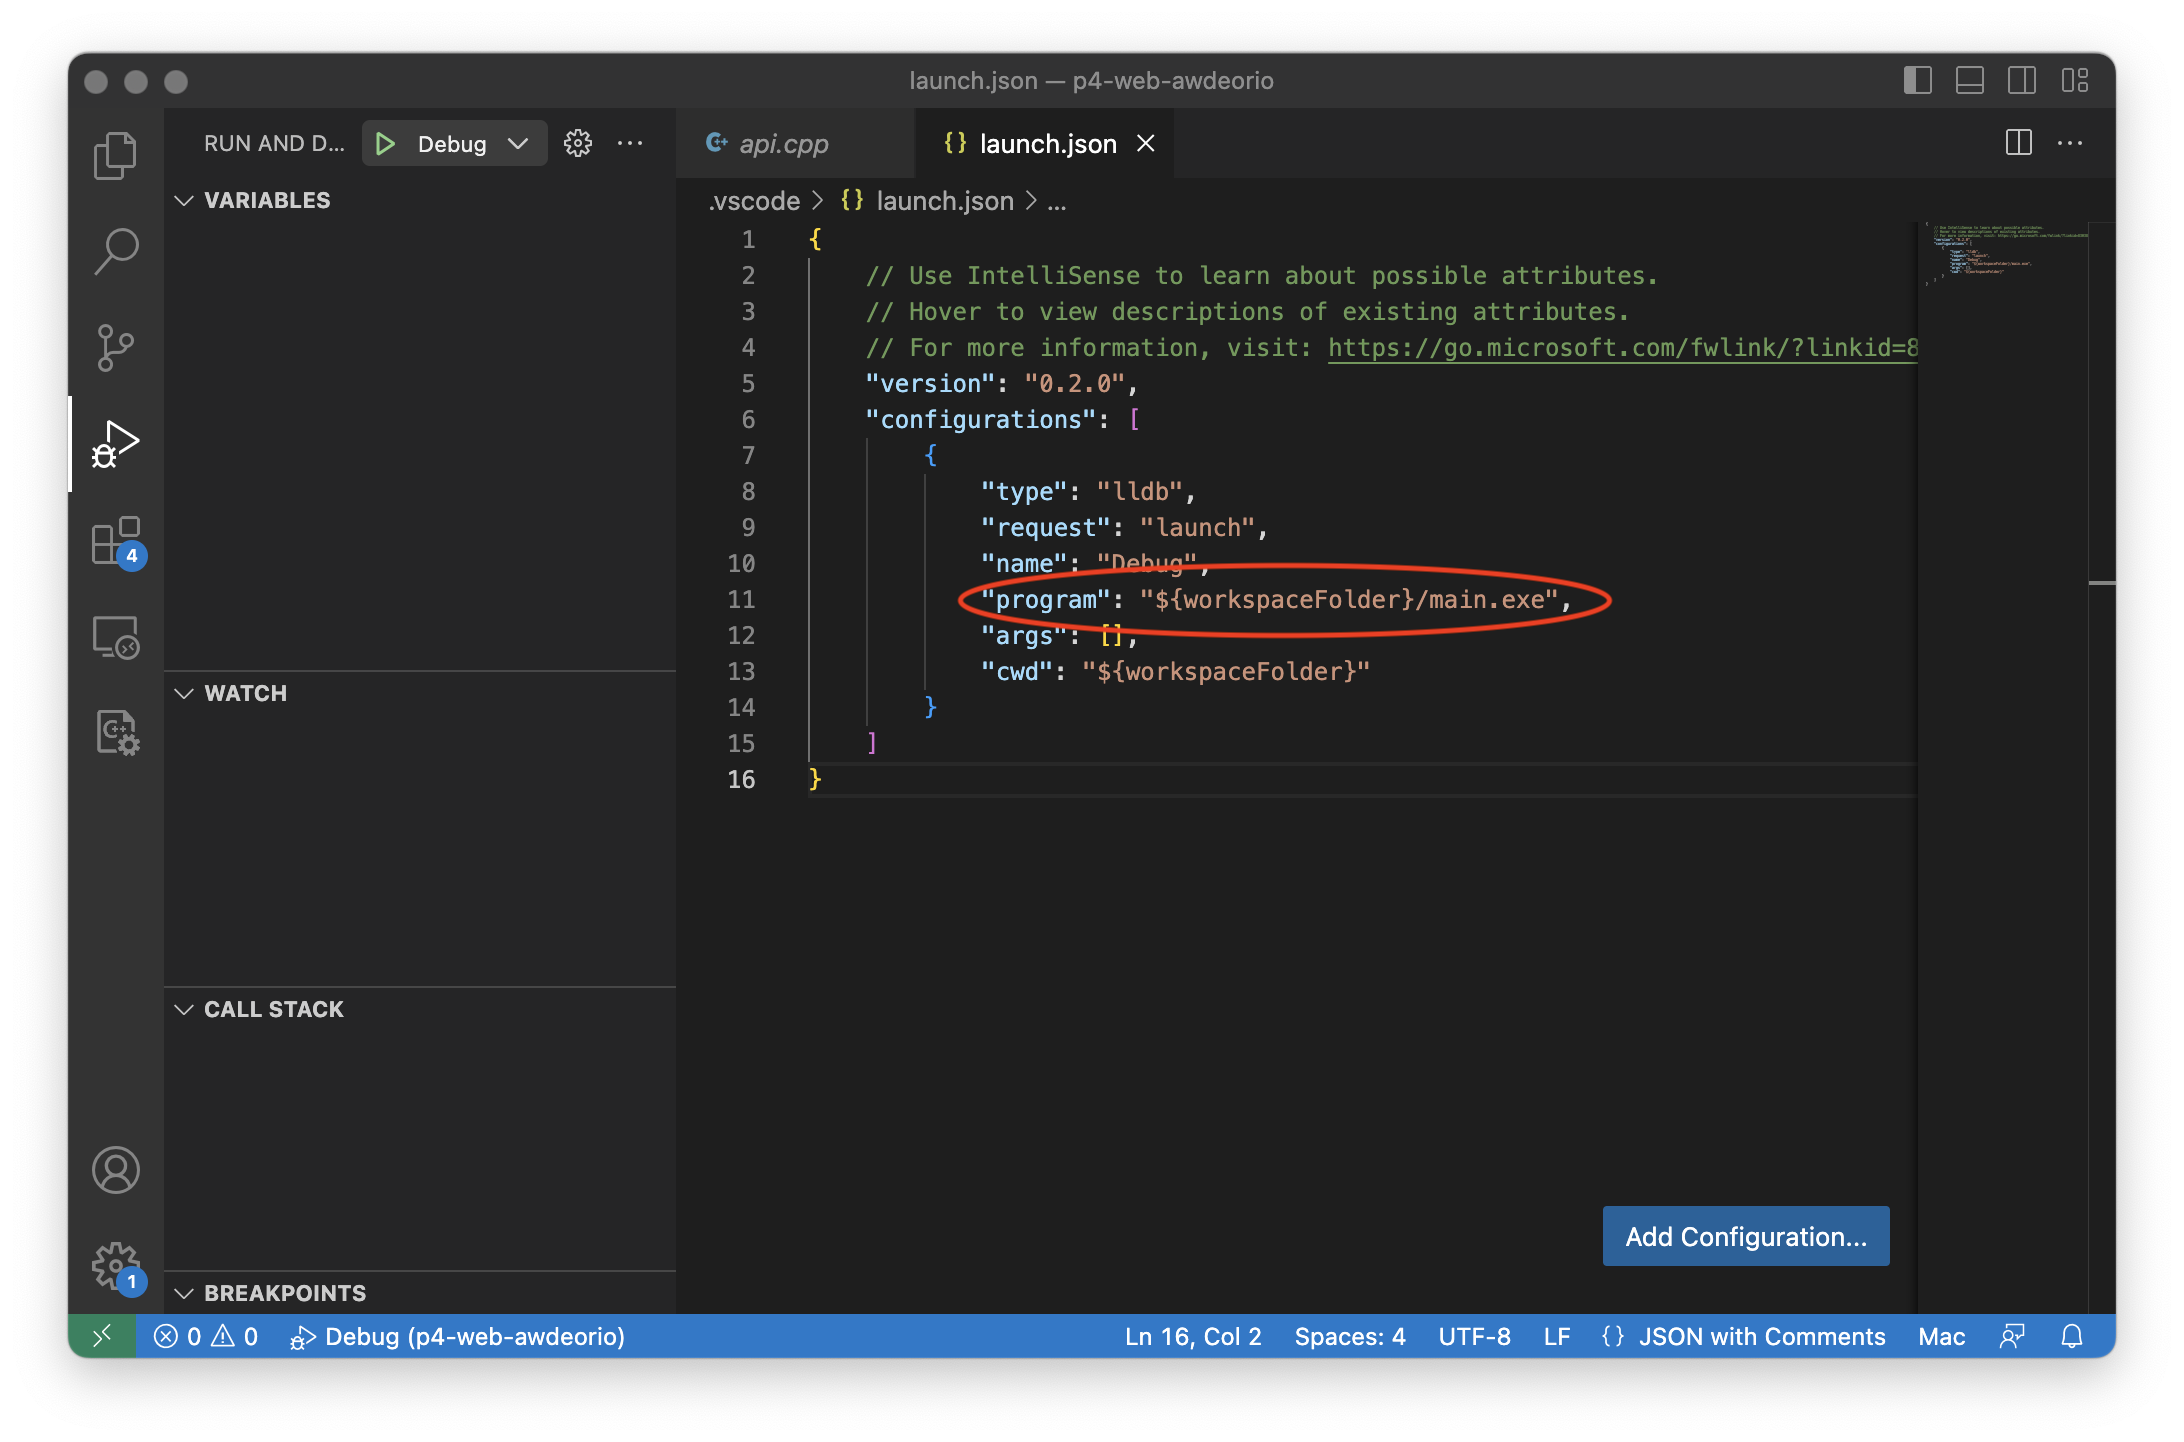 launch.json — p4-web-awdeorio
RUN AND D...
Debug
api.cpp
{} launch.json
.vscode > {} launch.json > ...
VARIABLES
1 {
2 // Use IntelliSense to learn about possible attributes.
3 // Hover to view descriptions of existing attributes.
4 // For more information, visit: https://go.microsoft.com/fwlink/?linkid=8
5 "version": "0.2.0",
6 "configurations": [
7 {
8 "type": "lldb",
9 "request": "launch",
10 "name": "Debug",
11 "program": "${workspaceFolder}/main.exe",
12 "args": [],
13 "cwd": "${workspaceFolder}"
14 }
15 ]
16 }
4
WATCH
CALL STACK
Add Configuration...
1
BREAKPOINTS
0 0 Debug (p4-web-awdeorio) Ln 16, Col 2 Spaces: 4 UTF-8 LF {} JSON with Comments Mac